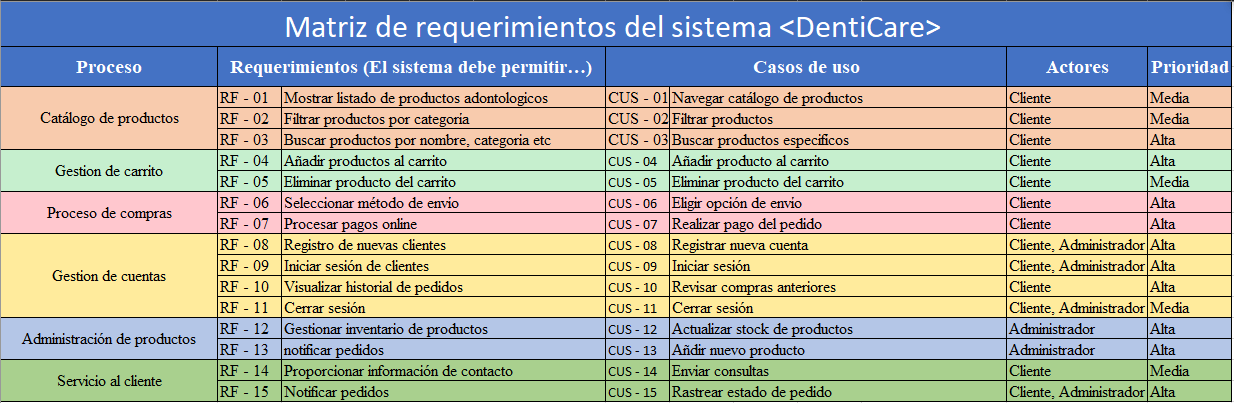 Matriz de requerimientos del sistema <DentiCare>
Proceso Requerimientos (El sistema debe permitir…) Casos de uso Actores Prioridad
Catálogo de productos
RF - 01 Mostrar listado de productos adontologicos CUS - 01 Navegar catálogo de productos Cliente Media
RF - 02 Filtrar productos por categoría CUS - 02 Filtrar productos Cliente Media
RF - 03 Buscar productos por nombre, categoria etc CUS - 03 Buscar productos específicos Cliente Alta
Gestion de carrito
RF - 04 Añadir productos al carrito CUS - 04 Añadir producto al carrito Cliente Alta
RF - 05 Eliminar producto del carrito CUS - 05 Eliminar producto del carrito Cliente Media
Proceso de compras
RF - 06 Seleccionar método de envio CUS - 06 Eligir opción de envio Cliente Alta
RF - 07 Procesar pagos online CUS - 07 Realizar pago del pedido Cliente Alta
Gestion de cuentas
RF - 08 Registro de nuevas clientes CUS - 08 Registrar nueva cuenta Cliente, Administrador Alta
RF - 09 Iniciar sesión de clientes CUS - 09 Iniciar sesión Cliente, Administrador Alta
RF - 10 Visualizar historial de pedidos CUS - 10 Revisar compras anteriores Cliente Alta
RF - 11 Cerrar sesión CUS - 11 Cerrar sesión Cliente, Administrador Media
Administración de productos
RF - 12 Gestionar inventario de productos CUS - 12 Actualizar stock de productos Administrador Alta
RF - 13 notificar pedidos CUS - 13 Añdir nuevo producto Administrador Alta
Servicio al cliente
RF - 14 Proporcionar información de contacto CUS - 14 Enviar consultas Cliente Media
RF - 15 Notificar pedidos CUS - 15 Rastrear estado de pedido Cliente, Administrador Alta